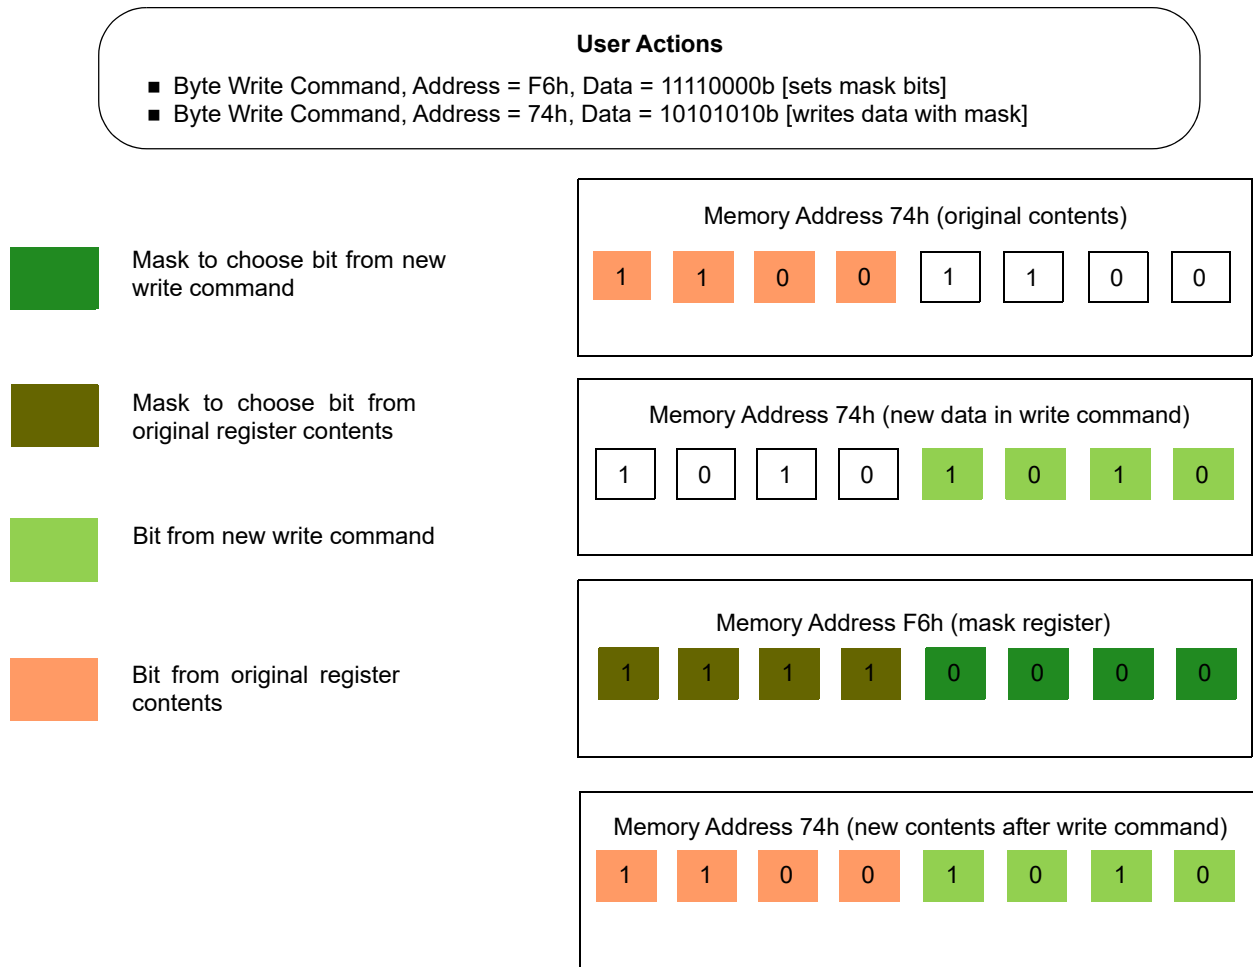 User Actions
■ Byte Write Command, Address = F6h, Data = 11110000b [sets mask bits]
■ Byte Write Command, Address = 74h, Data = 10101010b [writes data with mask]
Mask to choose bit from new
write command
Mask to choose bit from
original register contents
Bit from new write command
Bit from original register
contents
Memory Address 74h (original contents)
1 1 0 0 1 1 0 0
Memory Address 74h (new data in write command)
1 0 1 0 1 0 1 0
Memory Address F6h (mask register)
1 1 1 1 0 0 0 0
Memory Address 74h (new contents after write command)
1 1 0 0 1 0 1 0